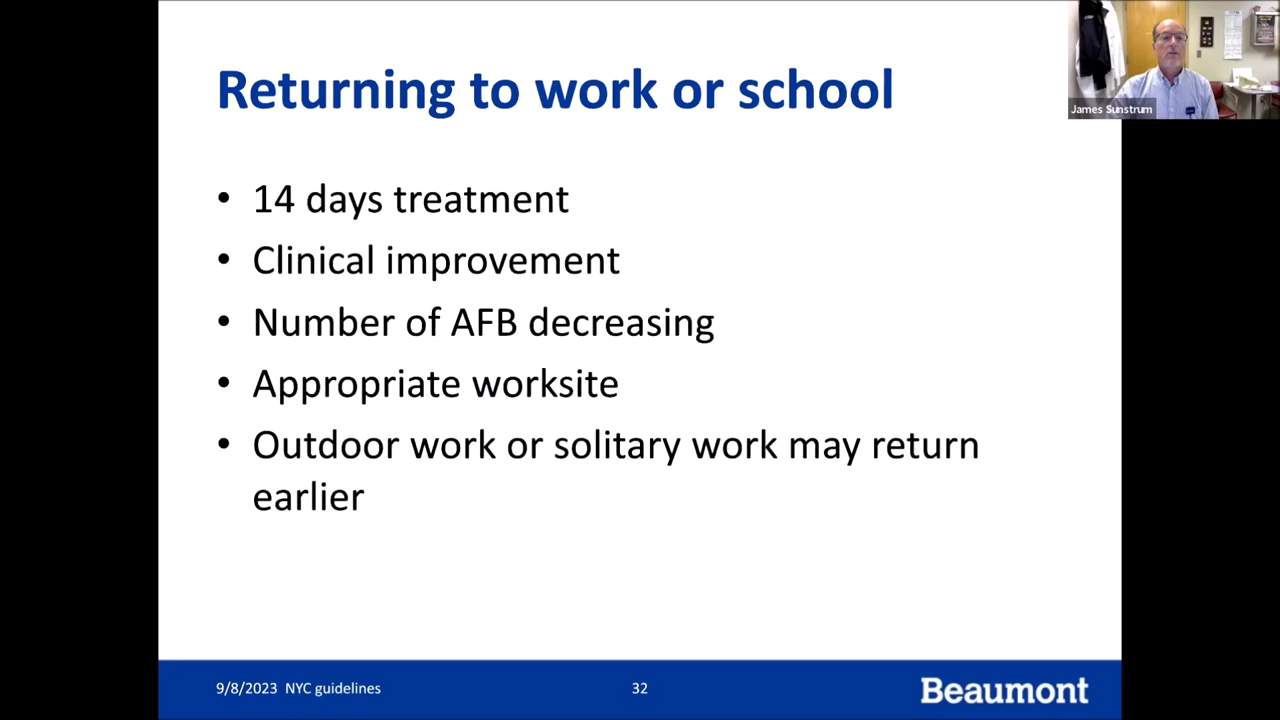 Returning to work or school
James Sunstrum
• 14 days treatment
• Clinical improvement
• Number of AFB decreasing
• Appropriate worksite
• Outdoor work or solitary work may return
earlier
9/8/2023 NYC guidelines
32
Beaumont